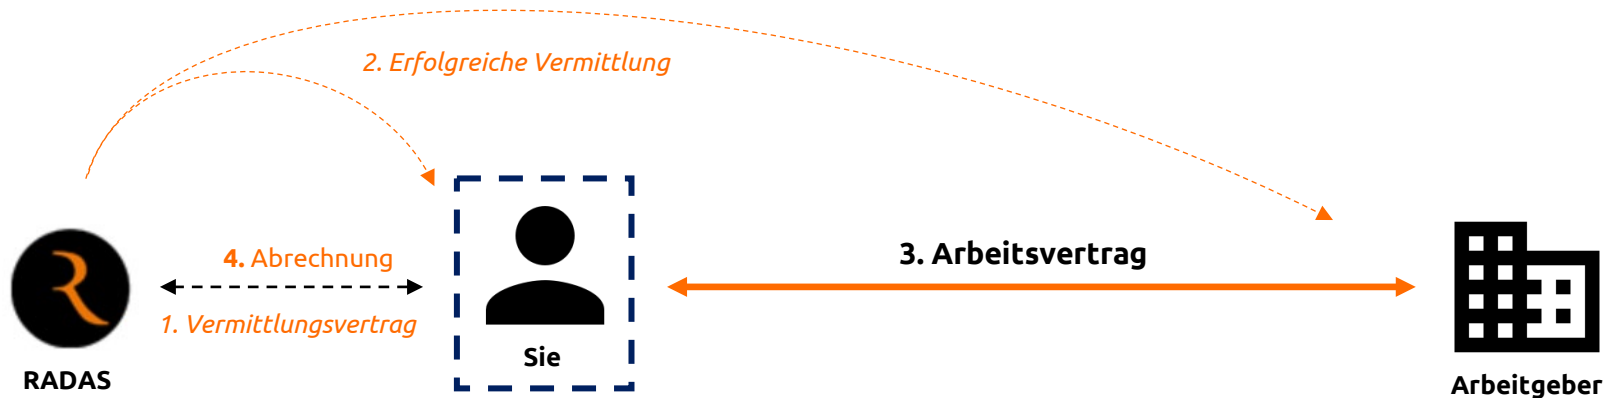 2. Erfolgreiche Vermittlung
3. Arbeitsvertrag
4. Abrechnung
1. Vermittlungsvertrag
R
RADAS
Sie
Arbeitgeber